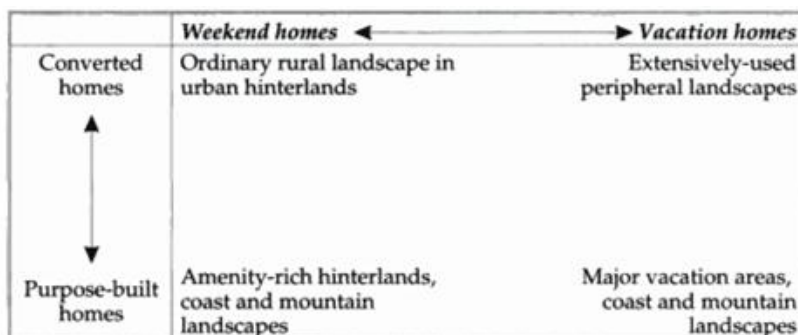 Weekend homes Vacation homes
Converted homes
Ordinary rural landscape in
urban hinterlands
Extensively-used
peripheral landscapes
Purpose-built homes
Amenity-rich hinterlands,
coast and mountain
landscapes
Major vacation areas,
coast and mountain
landscapes